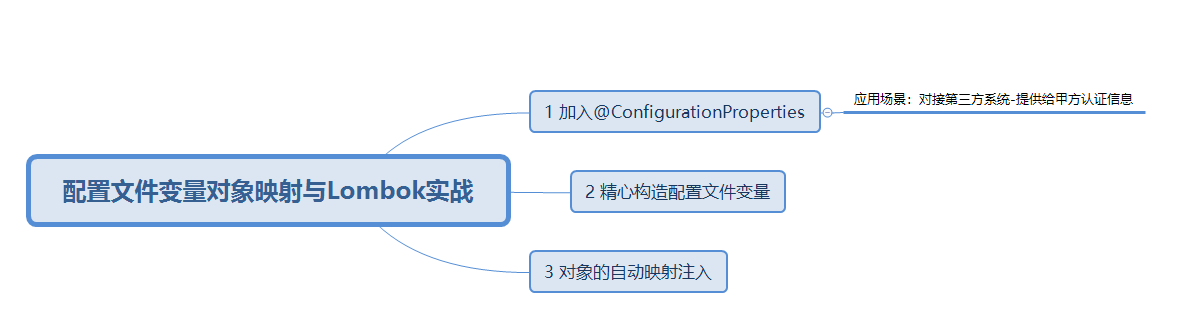 应用场景：对接第三方系统-提供给甲方认证信息
1 加入@ConfigurationProperties
配置文件变量对象映射与Lombok实战
2 精心构造配置文件变量
3 对象的自动映射注入